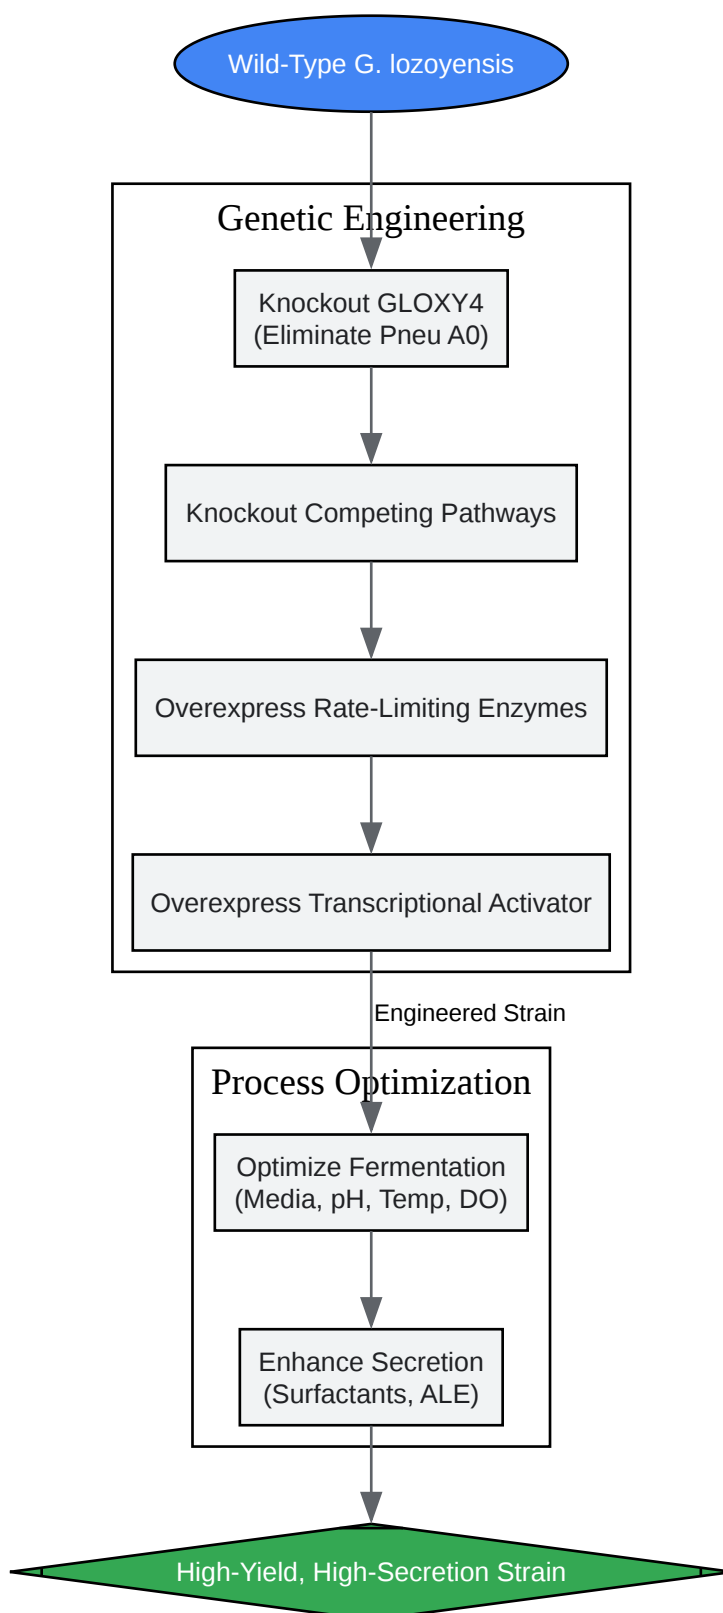 Wild-Type G. lozoyensis
Genetic Engineering
Knockout GLOXY4
(Eliminate Pneu A0)
Knockout Competing Pathways
Overexpress Rate-Limiting Enzymes
Overexpress Transcriptional Activator
Engineered Strain
Process Optimization
Optimize Fermentation
(Media, pH, Temp, DO)
Enhance Secretion
(Surfactants, ALE)
High-Yield, High-Secretion Strain